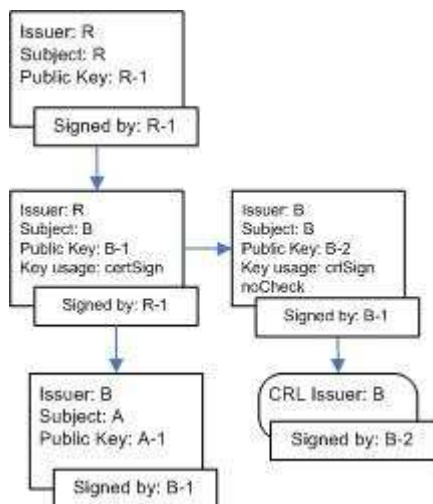 Issuer: R
Subject: R
Public Key: R-1
Signed by: R-1
Issuer: R
Subject: B
Public Key: B-1
Key usage: certSign
Signed by: R-1
Issuer: B
Subject: B
Public Key: B-2
Key usage: crlSign
noCheck
Signed by: B-1
Issuer: B
Subject: A
Public Key: A-1
Signed by: B-1
CRL Issuer: B
Signed by: B-2